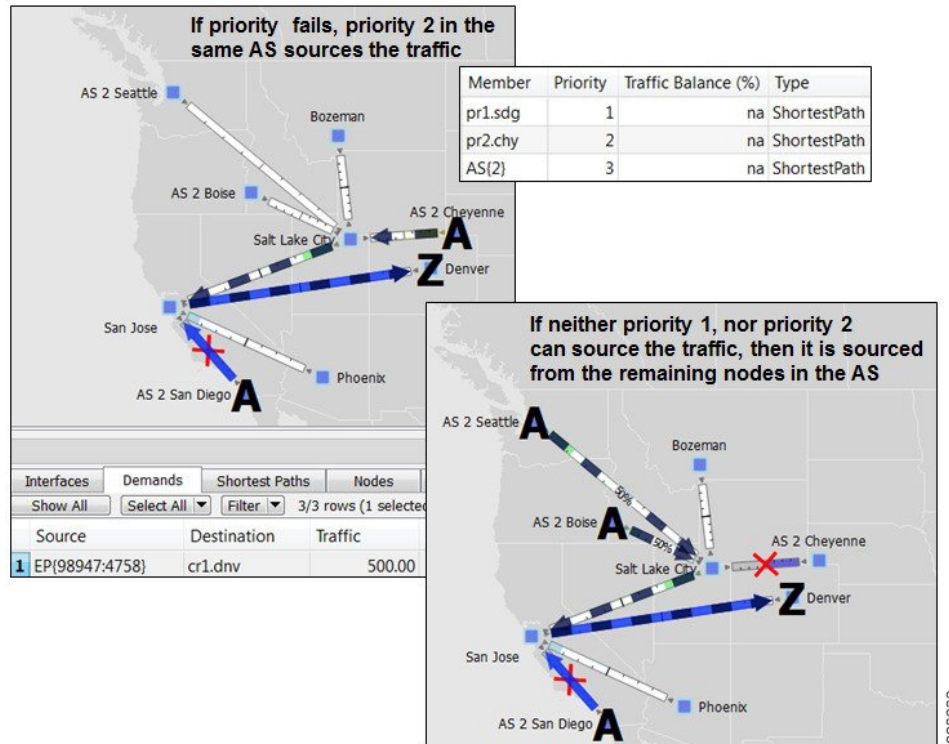 If priority fails, priority 2 in the
same AS sources the traffic
AS 2 Seattle
Bozeman
AS 2 Boise
AS 2 Cheyenne
A
Salt Lake City
Z
Denver
San Jose
Phoenix
AS 2 San Diego
A
Member Priority Traffic Balance (%) Type
pr1.sdg 1 na ShortestPath
pr2.chy 2 na ShortestPath
AS{2} 3 na ShortestPath
Interfaces Demands Shortest Paths Nodes
Show All Select All Filter 3/3 rows (1 selected
Source Destination Traffic
1 EP{98947:4758} cr1.dnv 500.00
If neither priority 1, nor priority 2
can source the traffic, then it is sourced
from the remaining nodes in the AS
AS 2 Seattle
A
Bozeman
50%
AS 2 Boise
A
50%
AS 2 Cheyenne
Salt Lake City
Z
Denver
San Jose
Phoenix
AS 2 San Diego
A